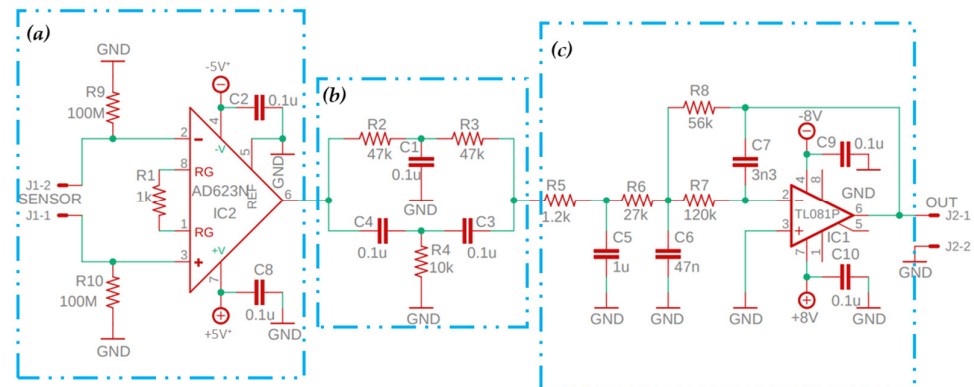 (a)
GND
R9
100M
-5V*
C2
0.1u
4
-V
2
-
5
GND
8
RG
J1-2
SENSOR
J1-1
R1
1k
AD623N
IC2
REF
6
1
RG
+V
3
+
7
R10
100M
GND
C8
0.1u
+5V*
GND
(b)
R2
47k
R3
47k
C1
0.1u
GND
C4
0.1u
C3
0.1u
R4
10k
GND
(c)
R8
56k
-8V
C7
3n3
C9
0.1u
R5
1.2k
R6
27k
R7
120k
4
8
GND
2
-
TL081P
6
OUT
J2-1
3
+
5
IC1
7
1
C5
1u
C6
47n
C10
0.1u
J2-2
GND
GND
GND
GND
+8V
GND